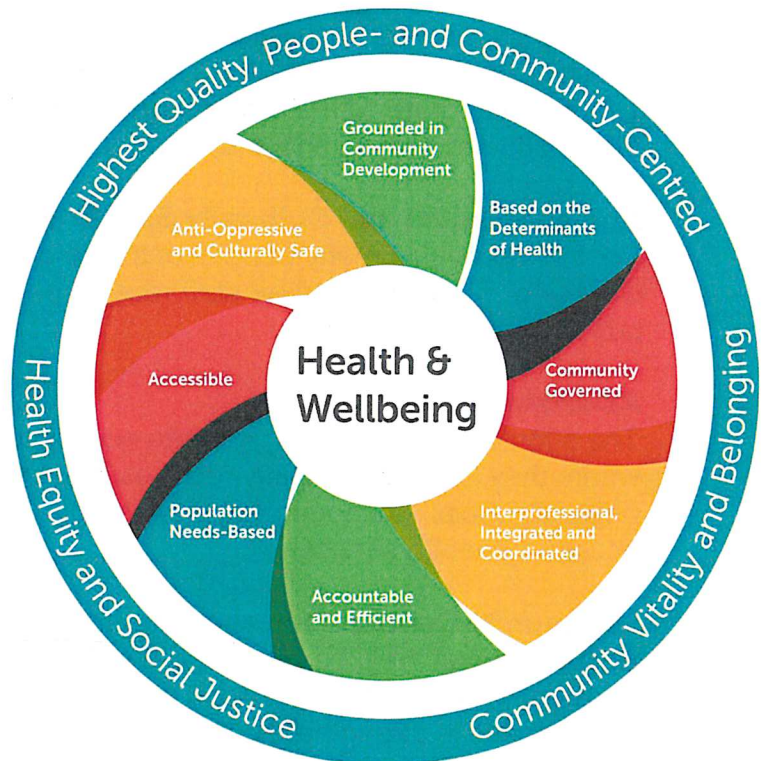 Highest Quality, People- and Community-Centred
Grounded in
Community
Development
Based on the
Determinants
of Health
Anti-Oppressive
and Culturally Safe
Health &
Wellbeing
Accessible
Community
Governed
Population
Needs-Based
Interprofessional,
Integrated and
Coordinated
Accountable
and Efficient
Health Equity and Social Justice
Community Vitality and Belonging